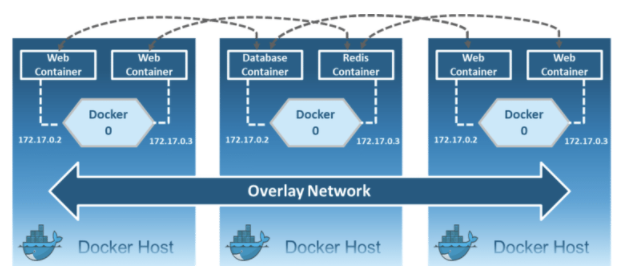 Web
Container
Web
Container
Docker
0
172.17.0.2
172.17.0.3
Database
Container
Redis
Container
Docker
0
172.17.0.2
172.17.0.3
Web
Container
Web
Container
Docker
0
172.17.0.2
172.17.0.3
Overlay Network
Docker Host
Docker Host
Docker Host